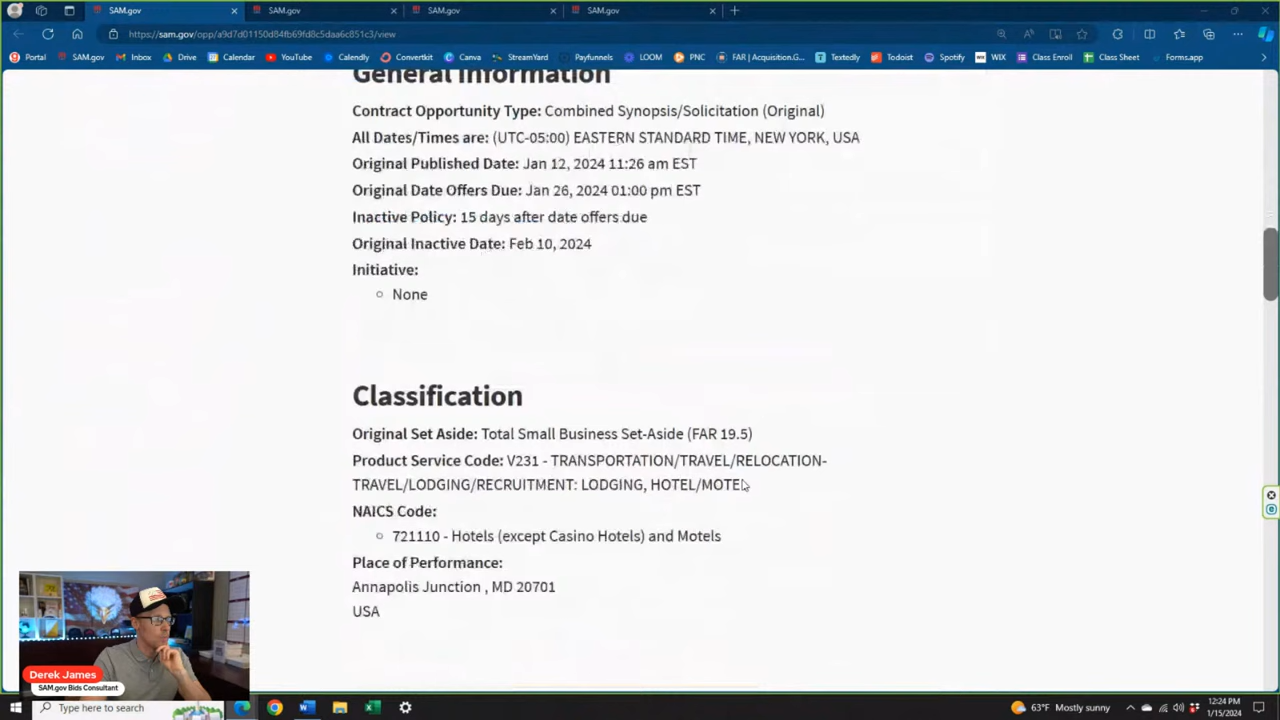 SAM.gov
SAM.gov
SAM.gov
SAM.gov
https://sam.gov/opp/a9d7d01150d84fb69fd8c5daa6c851c3/view
Portal SAM.gov Inbox Drive Calendar YouTube Calendly Convertkit Canva StreamYard Payfunnels LOOM PNC FAR | Acquisition.G... Textedly Todoist Spotify WIX Class Enroll Class Sheet Forms.app
General Information
Contract Opportunity Type: Combined Synopsis/Solicitation (Original)
All Dates/Times are: (UTC-05:00) EASTERN STANDARD TIME, NEW YORK, USA
Original Published Date: Jan 12, 2024 11:26 am EST
Original Date Offers Due: Jan 26, 2024 01:00 pm EST
Inactive Policy: 15 days after date offers due
Original Inactive Date: Feb 10, 2024
Initiative:
None
Classification
Original Set Aside: Total Small Business Set-Aside (FAR 19.5)
Product Service Code: V231 - TRANSPORTATION/TRAVEL/RELOCATION-
TRAVEL/LODGING/RECRUITMENT: LODGING, HOTEL/MOTEL
NAICS Code:
721110 - Hotels (except Casino Hotels) and Motels
Place of Performance:
Annapolis Junction , MD 20701
USA
Derek James
SAM.gov Bids Consultant
Type here to search
63°F Mostly sunny
12:24 PM
1/15/2024